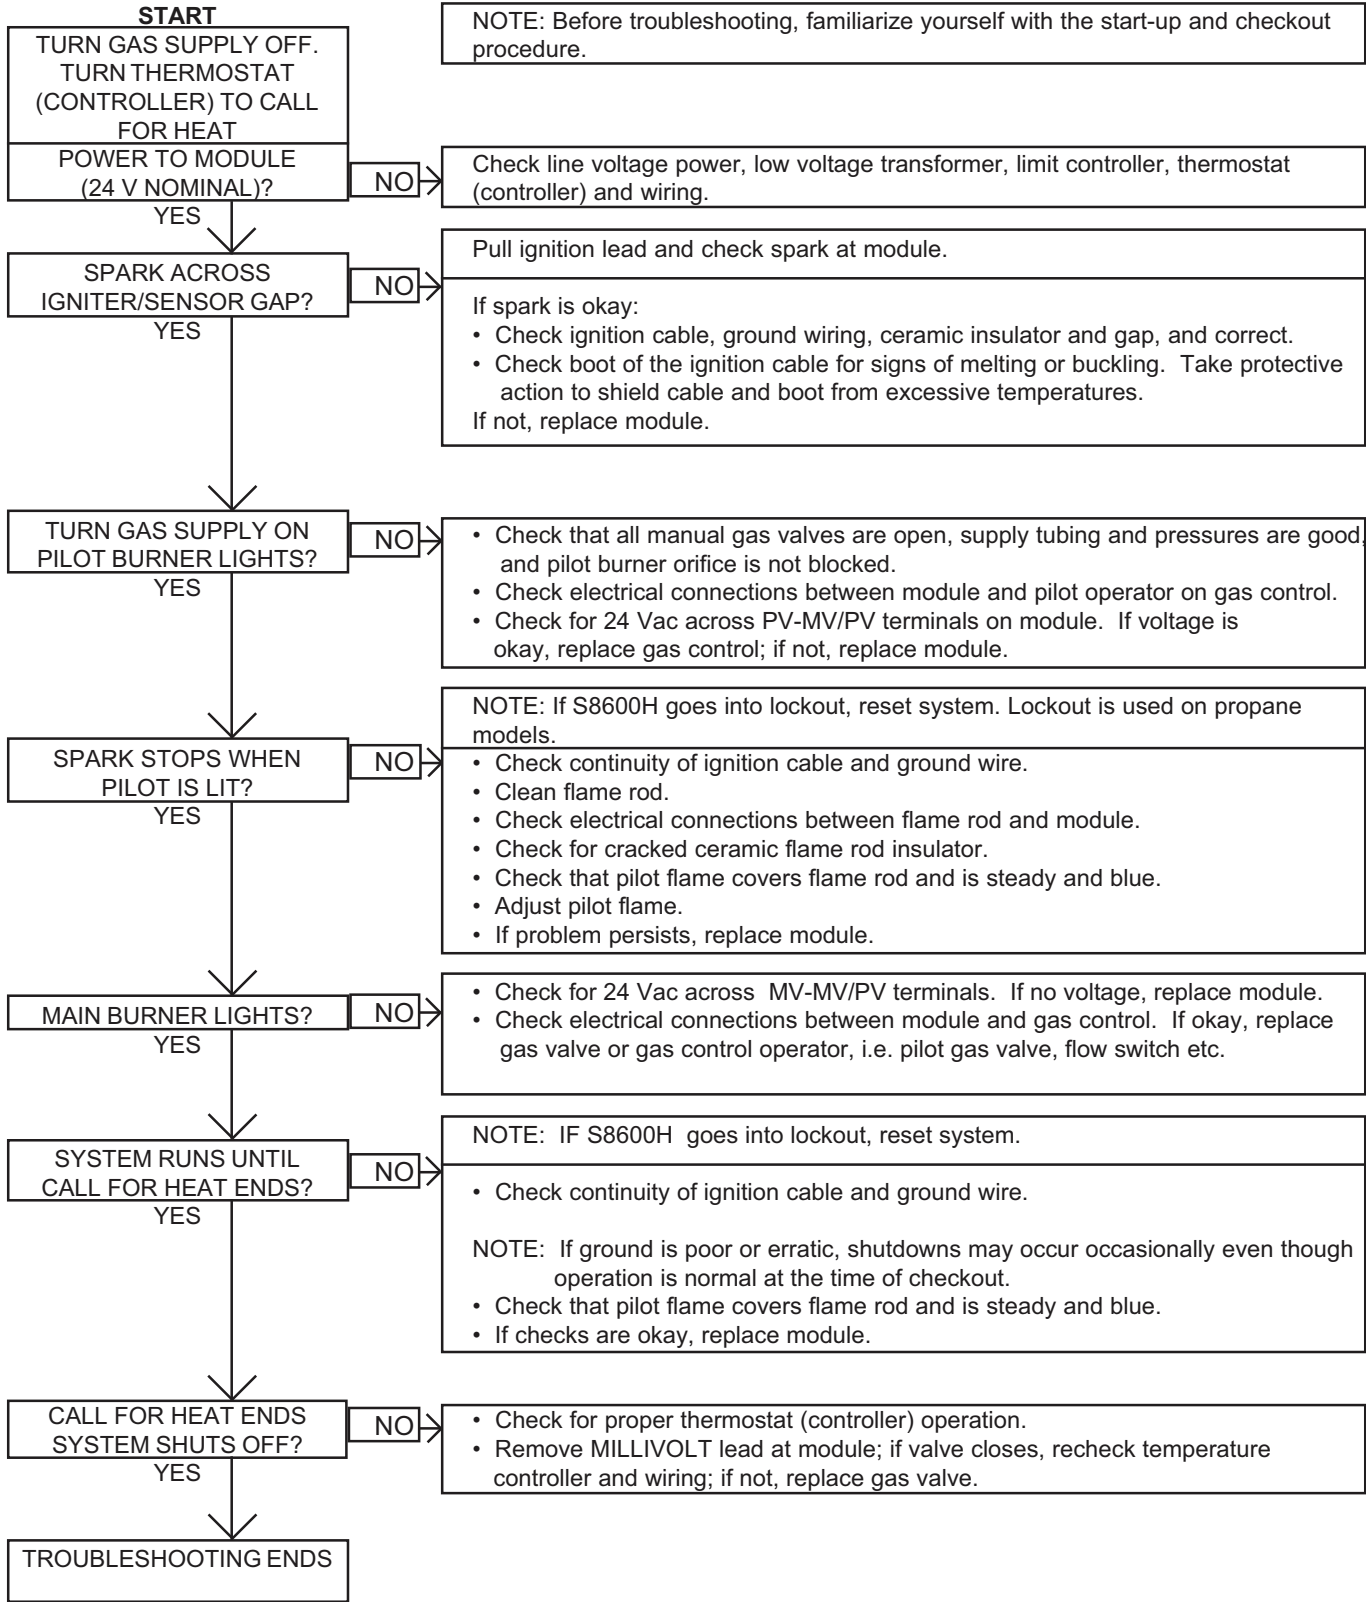 START
TURN GAS SUPPLY OFF.
TURN THERMOSTAT
(CONTROLLER) TO CALL
FOR HEAT
NOTE: Before troubleshooting, familiarize yourself with the start-up and checkout
procedure.
POWER TO MODULE
(24 V NOMINAL)?
NO
Check line voltage power, low voltage transformer, limit controller, thermostat
(controller) and wiring.
YES
SPARK ACROSS
IGNITER/SENSOR GAP?
NO
Pull ignition lead and check spark at module.
If spark is okay:
• Check ignition cable, ground wiring, ceramic insulator and gap, and correct.
• Check boot of the ignition cable for signs of melting or buckling. Take protective
action to shield cable and boot from excessive temperatures.
If not, replace module.
YES
TURN GAS SUPPLY ON
PILOT BURNER LIGHTS?
NO
• Check that all manual gas valves are open, supply tubing and pressures are good,
and pilot burner orifice is not blocked.
• Check electrical connections between module and pilot operator on gas control.
• Check for 24 Vac across PV-MV/PV terminals on module. If voltage is
okay, replace gas control; if not, replace module.
YES
SPARK STOPS WHEN
PILOT IS LIT?
NO
NOTE: If S8600H goes into lockout, reset system. Lockout is used on propane
models.
• Check continuity of ignition cable and ground wire.
• Clean flame rod.
• Check electrical connections between flame rod and module.
• Check for cracked ceramic flame rod insulator.
• Check that pilot flame covers flame rod and is steady and blue.
• Adjust pilot flame.
• If problem persists, replace module.
YES
MAIN BURNER LIGHTS?
NO
• Check for 24 Vac across MV-MV/PV terminals. If no voltage, replace module.
• Check electrical connections between module and gas control. If okay, replace
gas valve or gas control operator, i.e. pilot gas valve, flow switch etc.
YES
SYSTEM RUNS UNTIL
CALL FOR HEAT ENDS?
NO
NOTE: IF S8600H goes into lockout, reset system.
• Check continuity of ignition cable and ground wire.
NOTE: If ground is poor or erratic, shutdowns may occur occasionally even though
operation is normal at the time of checkout.
• Check that pilot flame covers flame rod and is steady and blue.
• If checks are okay, replace module.
YES
CALL FOR HEAT ENDS
SYSTEM SHUTS OFF?
NO
• Check for proper thermostat (controller) operation.
• Remove MILLIVOLT lead at module; if valve closes, recheck temperature
controller and wiring; if not, replace gas valve.
YES
TROUBLESHOOTING ENDS